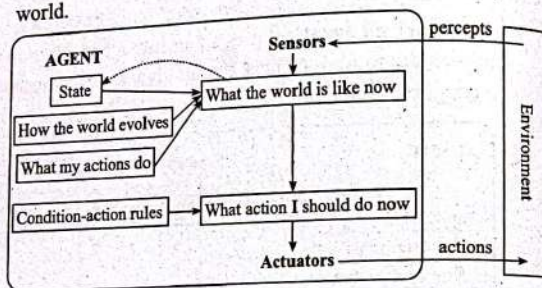 world.
percepts
Sensors
AGENT
State
What the world is like now
How the world evolves
What my actions do
Environment
Condition-action rules
What action I should do now
Actuators
actions